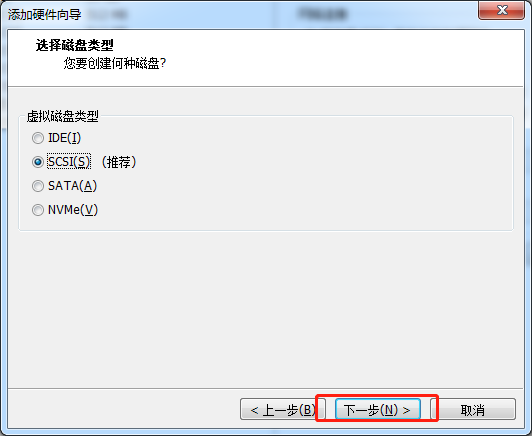 添加硬件向导
选择磁盘类型
您要创建何种磁盘?
虚拟磁盘类型
IDE(I)
SCSI(S) (推荐)
SATA(A)
NVMe(V)
< 上一步(B) 下一步(N) > 取消